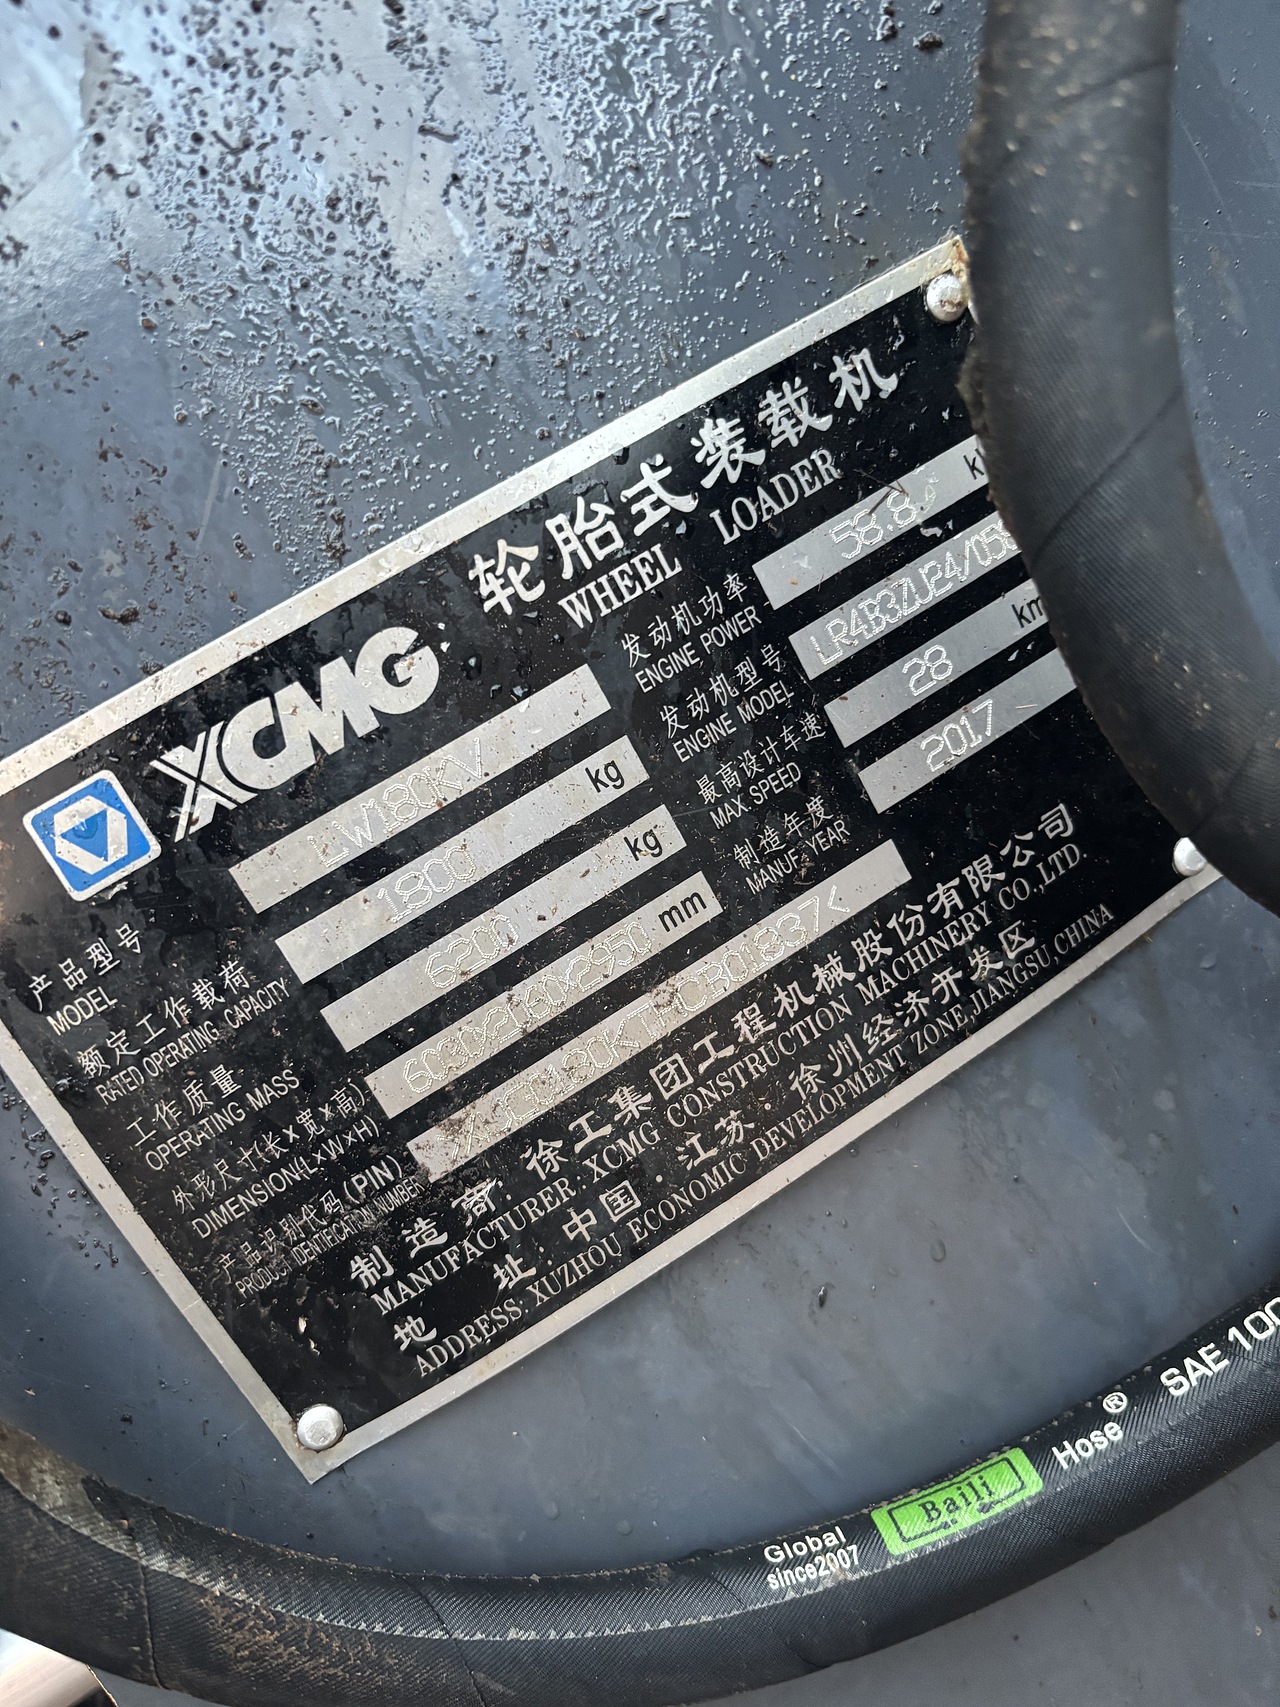 XCMG
轮胎式装载机
WHEEL LOADER
产品型号
MODEL
LW180KV
额定工作载荷
RATED OPERATING CAPACITY
1800 kg
工作质量
OPERATING MASS
kg
外形尺寸(长×宽×高)
DIMENSION(L×W×H)
mm
产品识别代码(PIN)
PRODUCT IDENTIFICATION NUMBER
发动机功率
ENGINE POWER
58.8
发动机型号
ENGINE MODEL
最高设计车速
MAX.SPEED
28
制造年度
MANUF.YEAR
2017
制造商:徐工集团工程机械股份有限公司
MANUFACTURER: XCMG CONSTRUCTION MACHINERY CO.,LTD.
地址:中国·江苏·徐州经济开发区
ADDRESS: XUZHOU ECONOMIC DEVELOPMENT ZONE,JIANGSU,CHINA
Global
since2007
Baili
Hose®
SAE